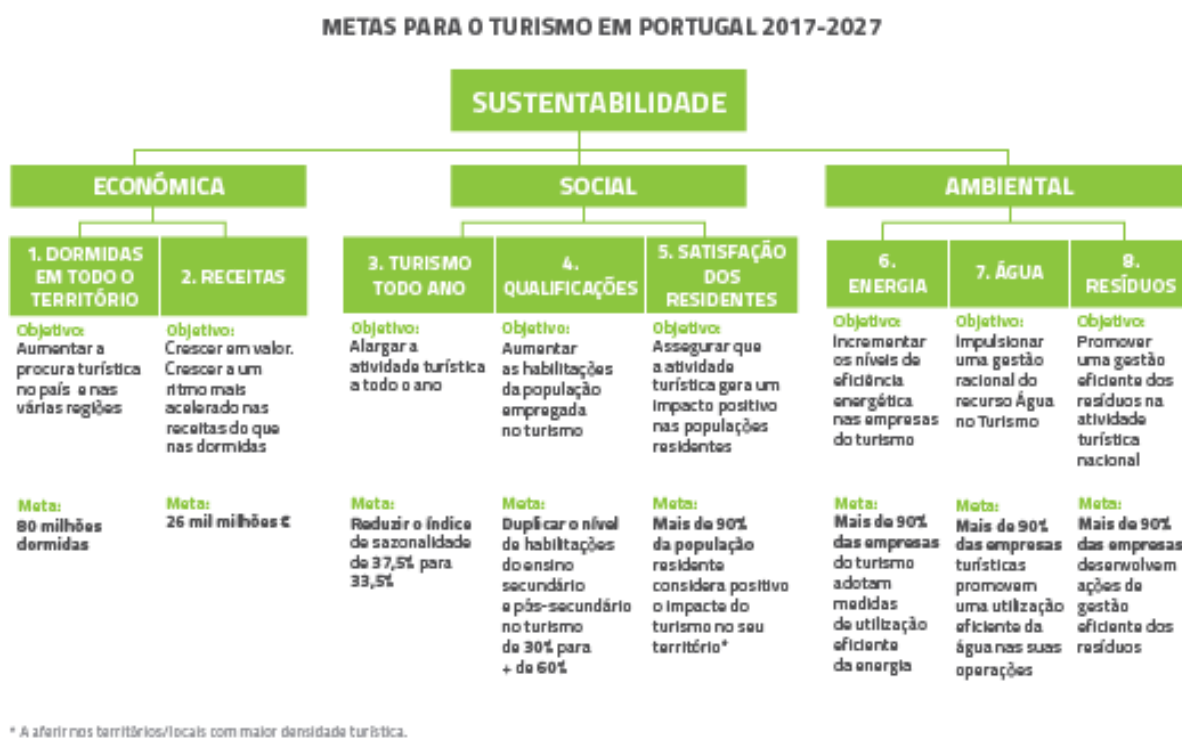 METAS PARA O TURISMO EM PORTUGAL 2017-2027
SUSTENTABILIDADE
ECONÓMICA
1. DORMIDAS
EM TODO O
TERRITÓRIO
Objetivo:
Aumentar a
procura turística
no país e nas
várias regiões
Meta:
80 milhões
dormidas
2. RECEITAS
Objetivo:
Crescer em valor.
Crescer a um
ritmo mais
acelerado nas
receitas do que
nas dormidas
Meta:
26 mil milhões €
SOCIAL
3. TURISMO
TODO ANO
Objetivo:
Alargar a
atividade turística
a todo o ano
Meta:
Reduzir o índice
de sazonalidade
de 37,5% para
33,5%
4.
QUALIFICAÇÕES
Objetivo:
Aumentar
as habilitações
da população
empregada
no turismo
Meta:
Duplicar o nível
de habilitações
do ensino
secundário
e pós-secundário
no turismo
de 30% para
+ de 60%
5. SATISFAÇÃO
DOS
RESIDENTES
Objetivo:
Assegurar que
a atividade
turística gera um
impacto positivo
nas populações
residentes
Meta:
Mais de 90%
da população
residente
considera positivo
o impacte do
turismo no seu
território*
AMBIENTAL
6.
ENERGIA
Objetivo:
Incrementar
os níveis de
eficiência
energética
nas empresas
do turismo
Meta:
Mais de 90%
das empresas
do turismo
adotam
medidas
de utilização
eficiente
da energia
7. ÁGUA
Objetivo:
Impulsionar
uma gestão
racional do
recurso Água
no Turismo
Meta:
Mais de 90%
das empresas
turísticas
promovem
uma utilização
eficiente da
água nas suas
operações
8.
RESÍDUOS
Objetivo:
Promover
uma gestão
eficiente dos
resíduos na
atividade
turística
nacional
Meta:
Mais de 90%
das empresas
desenvolvem
ações de
gestão
eficiente dos
resíduos
* A aferir nos territórios/locais com maior densidade turística.